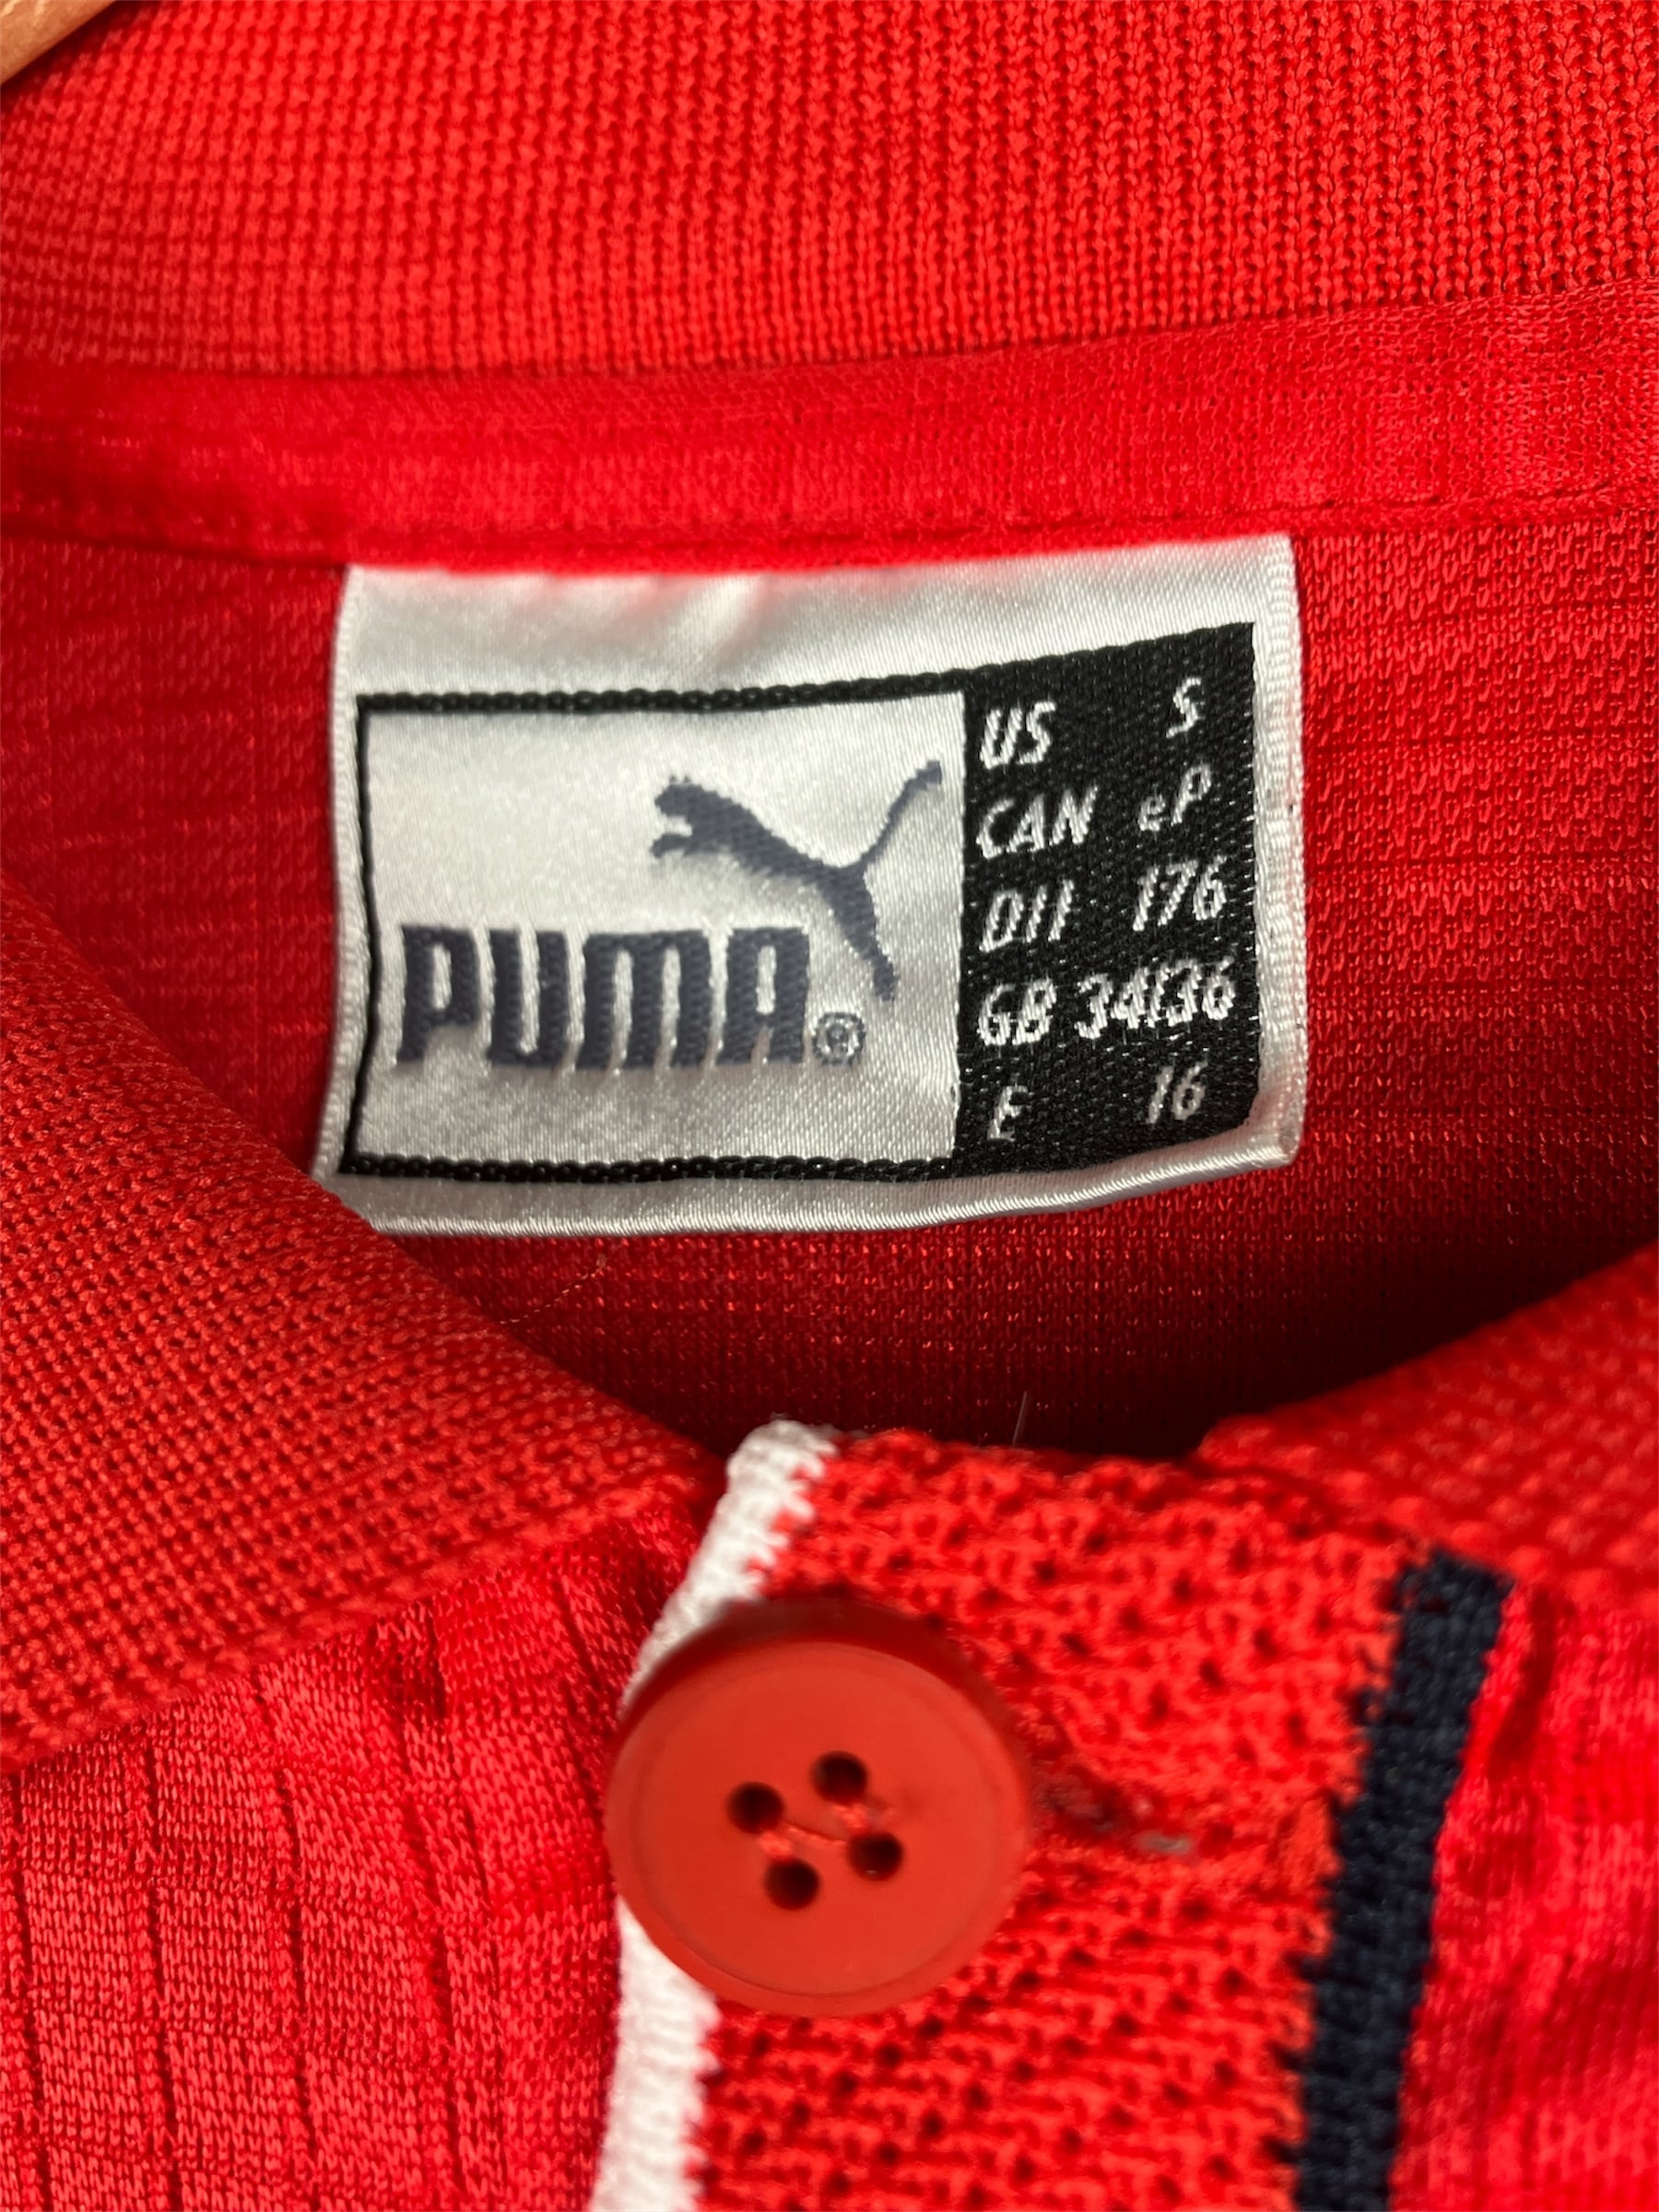 PUMA®
US S
CAN eP
D11 176
GB 34/36
E 16